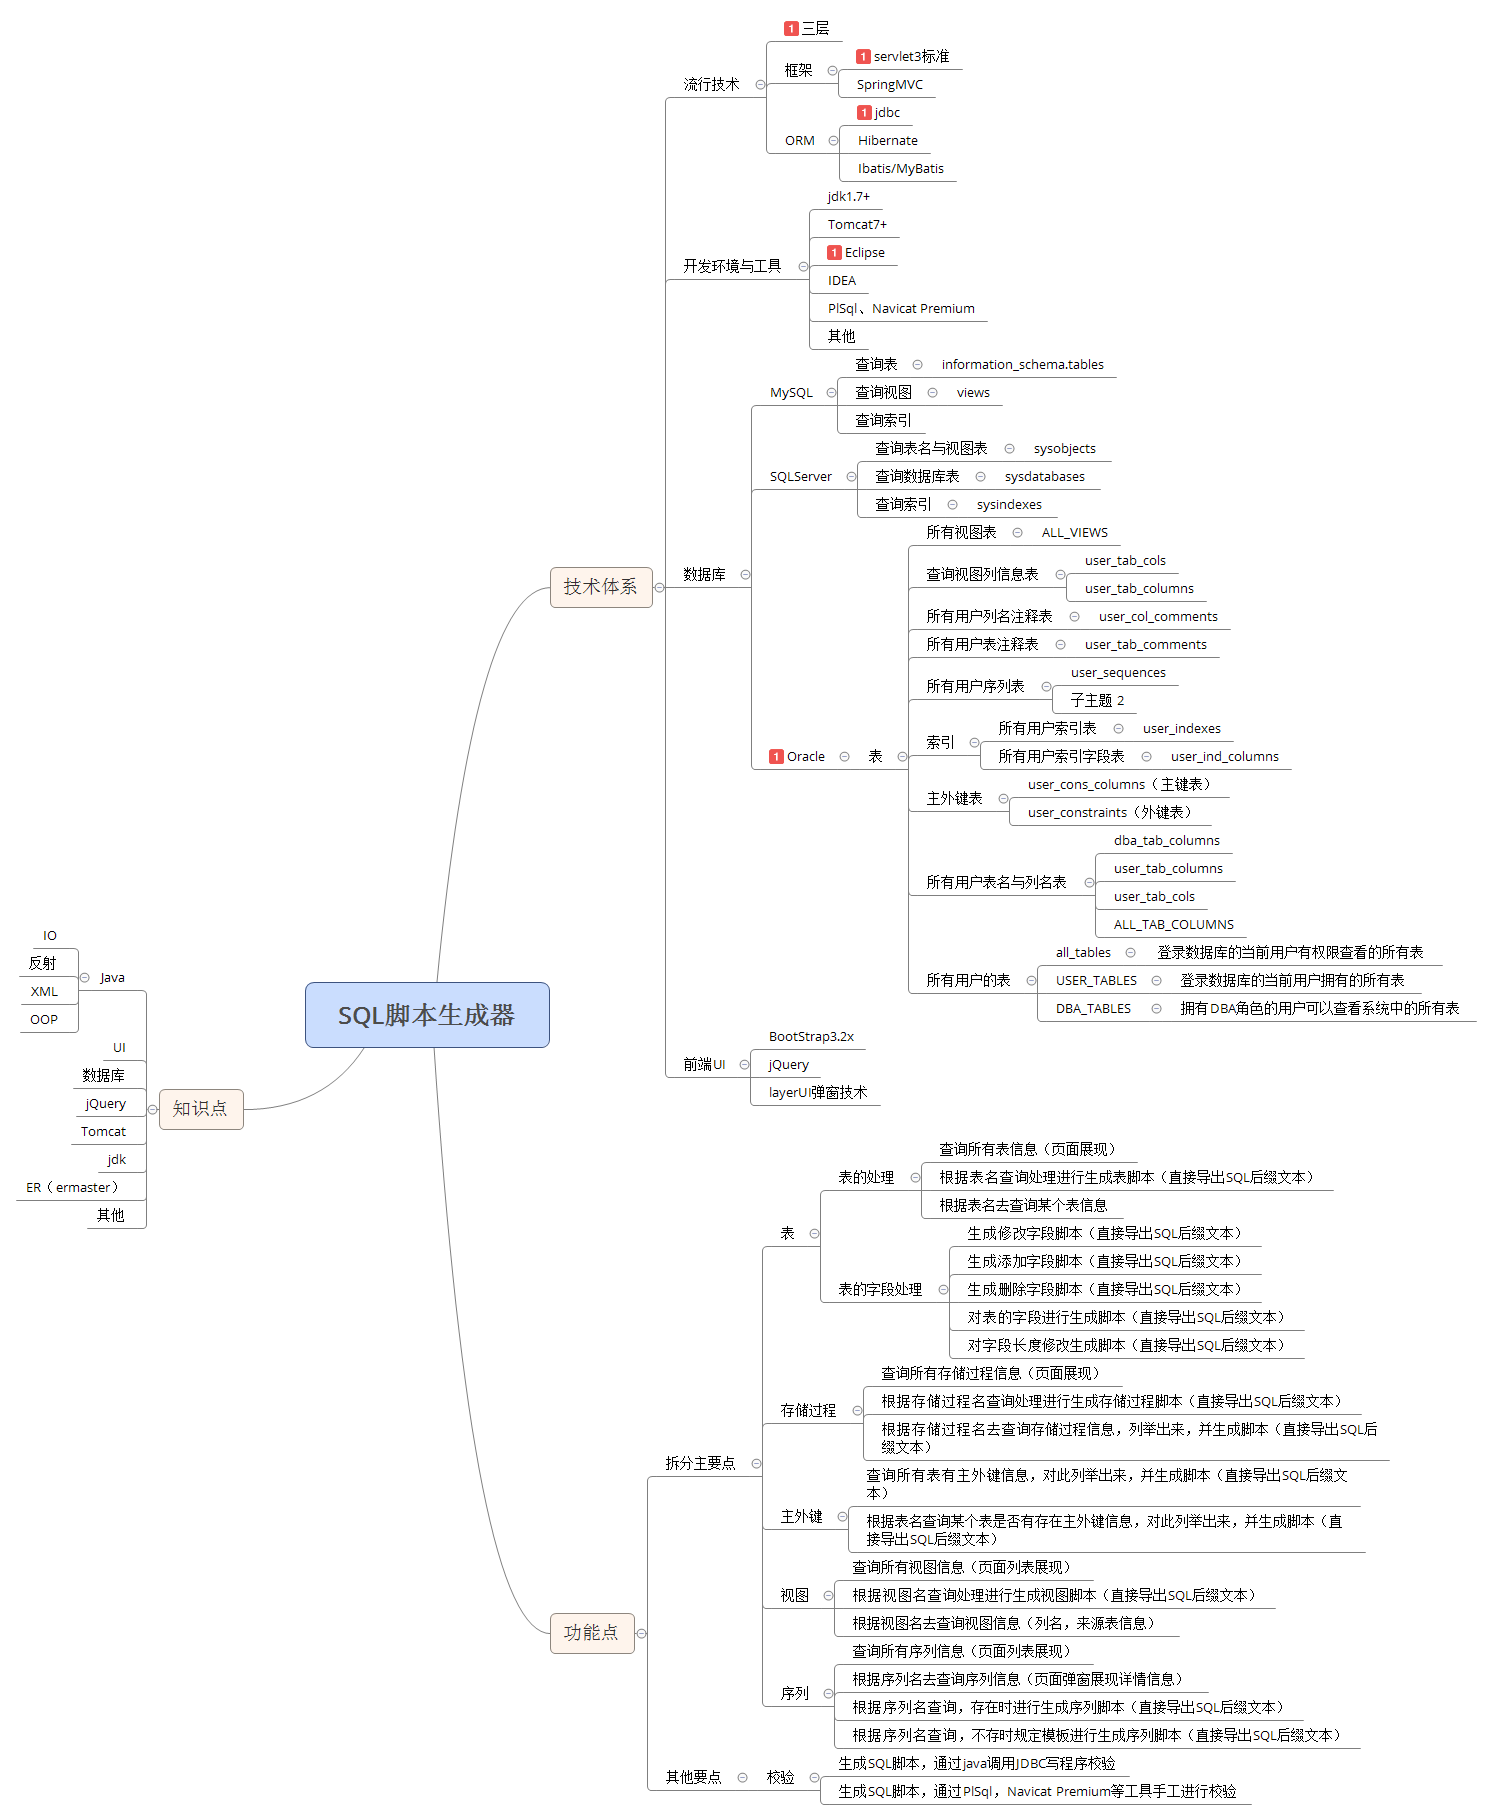 SQL脚本生成器
技术体系
流行技术
1 三层
框架
1 servlet3标准
SpringMVC
ORM
1 jdbc
Hibernate
Ibatis/MyBatis
开发环境与工具
jdk1.7+
Tomcat7+
1 Eclipse
IDEA
PlSql、Navicat Premium
其他
数据库
MySQL
查询表
information_schema.tables
查询视图
views
查询索引
SQLServer
查询表名与视图表
sysobjects
查询数据库表
sysdatabases
查询索引
sysindexes
1 Oracle
表
所有视图表
ALL_VIEWS
查询视图列信息表
user_tab_cols
user_tab_columns
所有用户列名注释表
user_col_comments
所有用户表注释表
user_tab_comments
所有用户序列表
user_sequences
子主题 2
索引
所有用户索引表
user_indexes
所有用户索引字段表
user_ind_columns
主外键表
user_cons_columns（主键表）
user_constraints（外键表）
所有用户表名与列名表
dba_tab_columns
user_tab_columns
user_tab_cols
ALL_TAB_COLUMNS
所有用户的表
all_tables
登录数据库的当前用户有权限查看的所有表
USER_TABLES
登录数据库的当前用户拥有的所有表
DBA_TABLES
拥有DBA角色的用户可以查看系统中的所有表
前端UI
BootStrap3.2x
jQuery
layerUI弹窗技术
知识点
Java
IO
反射
XML
OOP
UI
数据库
jQuery
Tomcat
jdk
ER（ermaster）
其他
功能点
拆分主要点
表
表的处理
查询所有表信息（页面展现）
根据表名查询处理进行生成表脚本（直接导出SQL后缀文本）
根据表名去查询某个表信息
表的字段处理
生成修改字段脚本（直接导出SQL后缀文本）
生成添加字段脚本（直接导出SQL后缀文本）
生成删除字段脚本（直接导出SQL后缀文本）
对表的字段进行生成脚本（直接导出SQL后缀文本）
对字段长度修改生成脚本（直接导出SQL后缀文本）
存储过程
查询所有存储过程信息（页面展现）
根据存储过程名查询处理进行生成存储过程脚本（直接导出SQL后缀文本）
根据存储过程名去查询存储过程信息，列举出来，并生成脚本（直接导出SQL后
缀文本）
主外键
查询所有表有主外键信息，对此列举出来，并生成脚本（直接导出SQL后缀文
本）
根据表名查询某个表是否有存在主外键信息，对此列举出来，并生成脚本（直
接导出SQL后缀文本）
视图
查询所有视图信息（页面列表展现）
根据视图名查询处理进行生成视图脚本（直接导出SQL后缀文本）
根据视图名去查询视图信息（列名，来源表信息）
序列
查询所有序列信息（页面列表展现）
根据序列名去查询序列信息（页面弹窗展现详情信息）
根据序列名查询，存在时进行生成序列脚本（直接导出SQL后缀文本）
根据序列名查询，不存时规定模板进行生成序列脚本（直接导出SQL后缀文本）
其他要点
校验
生成SQL脚本，通过java调用JDBC写程序校验
生成SQL脚本，通过PlSql，Navicat Premium等工具手工进行校验